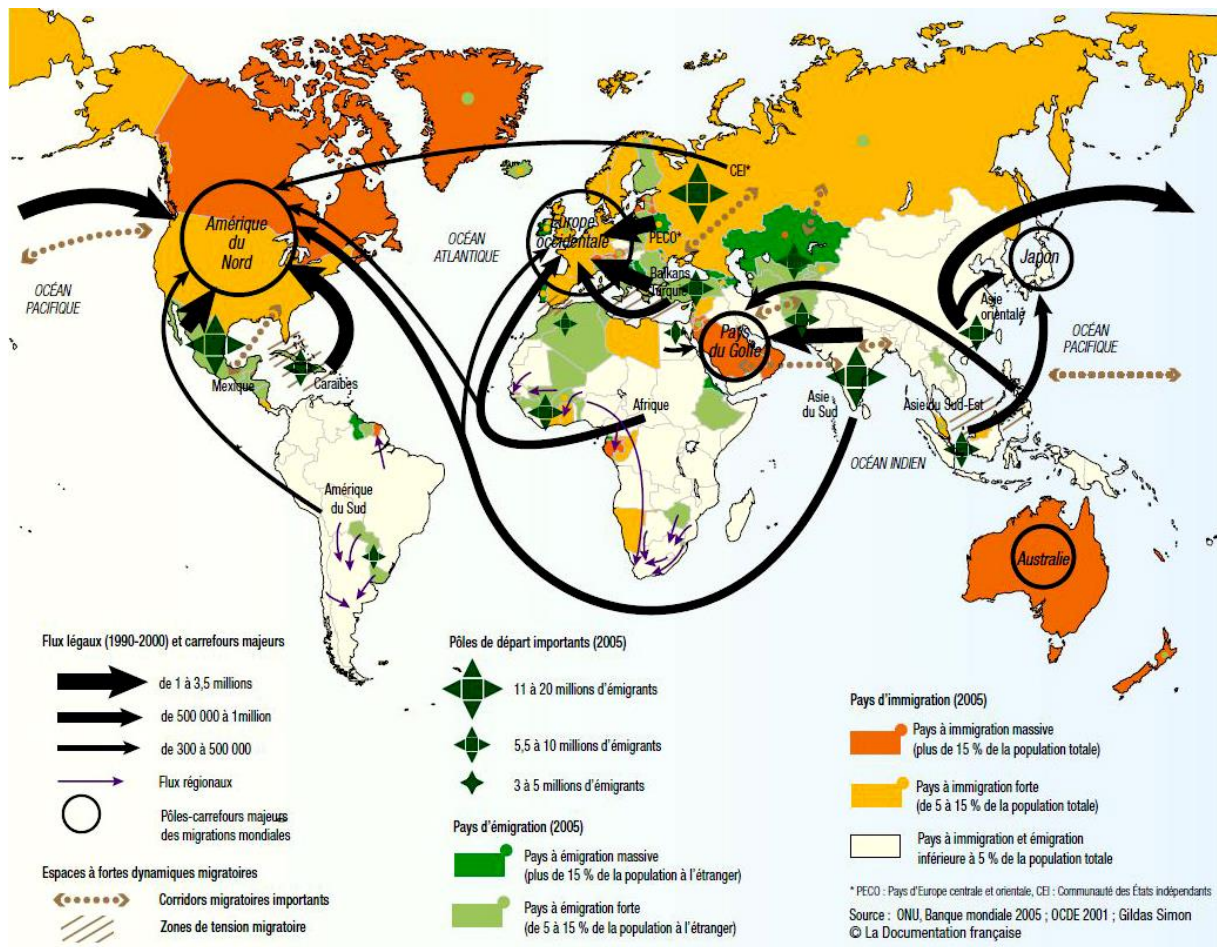 CEI*
Amérique
du
Nord
Europe
occidentale
PECO*
OCÉAN
ATLANTIQUE
Japon
OCÉAN
PACIFIQUE
Balkans
Turquie
Asie
orientale
Pays
du Golfe
OCÉAN
PACIFIQUE
Mexique
Caraïbes
Afrique
Asie
du Sud
Asie du Sud-Est
OCÉAN INDIEN
Amérique
du Sud
Australie
Flux légaux (1990-2000) et carrefours majeurs
de 1 à 3,5 millions
de 500 000 à 1million
de 300 à 500 000
Flux régionaux
Pôles-carrefours majeurs
des migrations mondiales
Espaces à fortes dynamiques migratoires
Corridors migratoires importants
Zones de tension migratoire
Pôles de départ importants (2005)
11 à 20 millions d'émigrants
5,5 à 10 millions d'émigrants
3 à 5 millions d'émigrants
Pays d'émigration (2005)
Pays à émigration massive
(plus de 15 % de la population à l'étranger)
Pays à émigration forte
(de 5 à 15 % de la population à l'étranger)
Pays d'immigration (2005)
Pays à immigration massive
(plus de 15 % de la population totale)
Pays à immigration forte
(de 5 à 15 % de la population totale)
Pays à immigration et émigration
inférieure à 5 % de la population totale
* PECO : Pays d'Europe centrale et orientale, CEI : Communauté des États indépendants
Source : ONU, Banque mondiale 2005 ; OCDE 2001 ; Gildas Simon
© La Documentation française